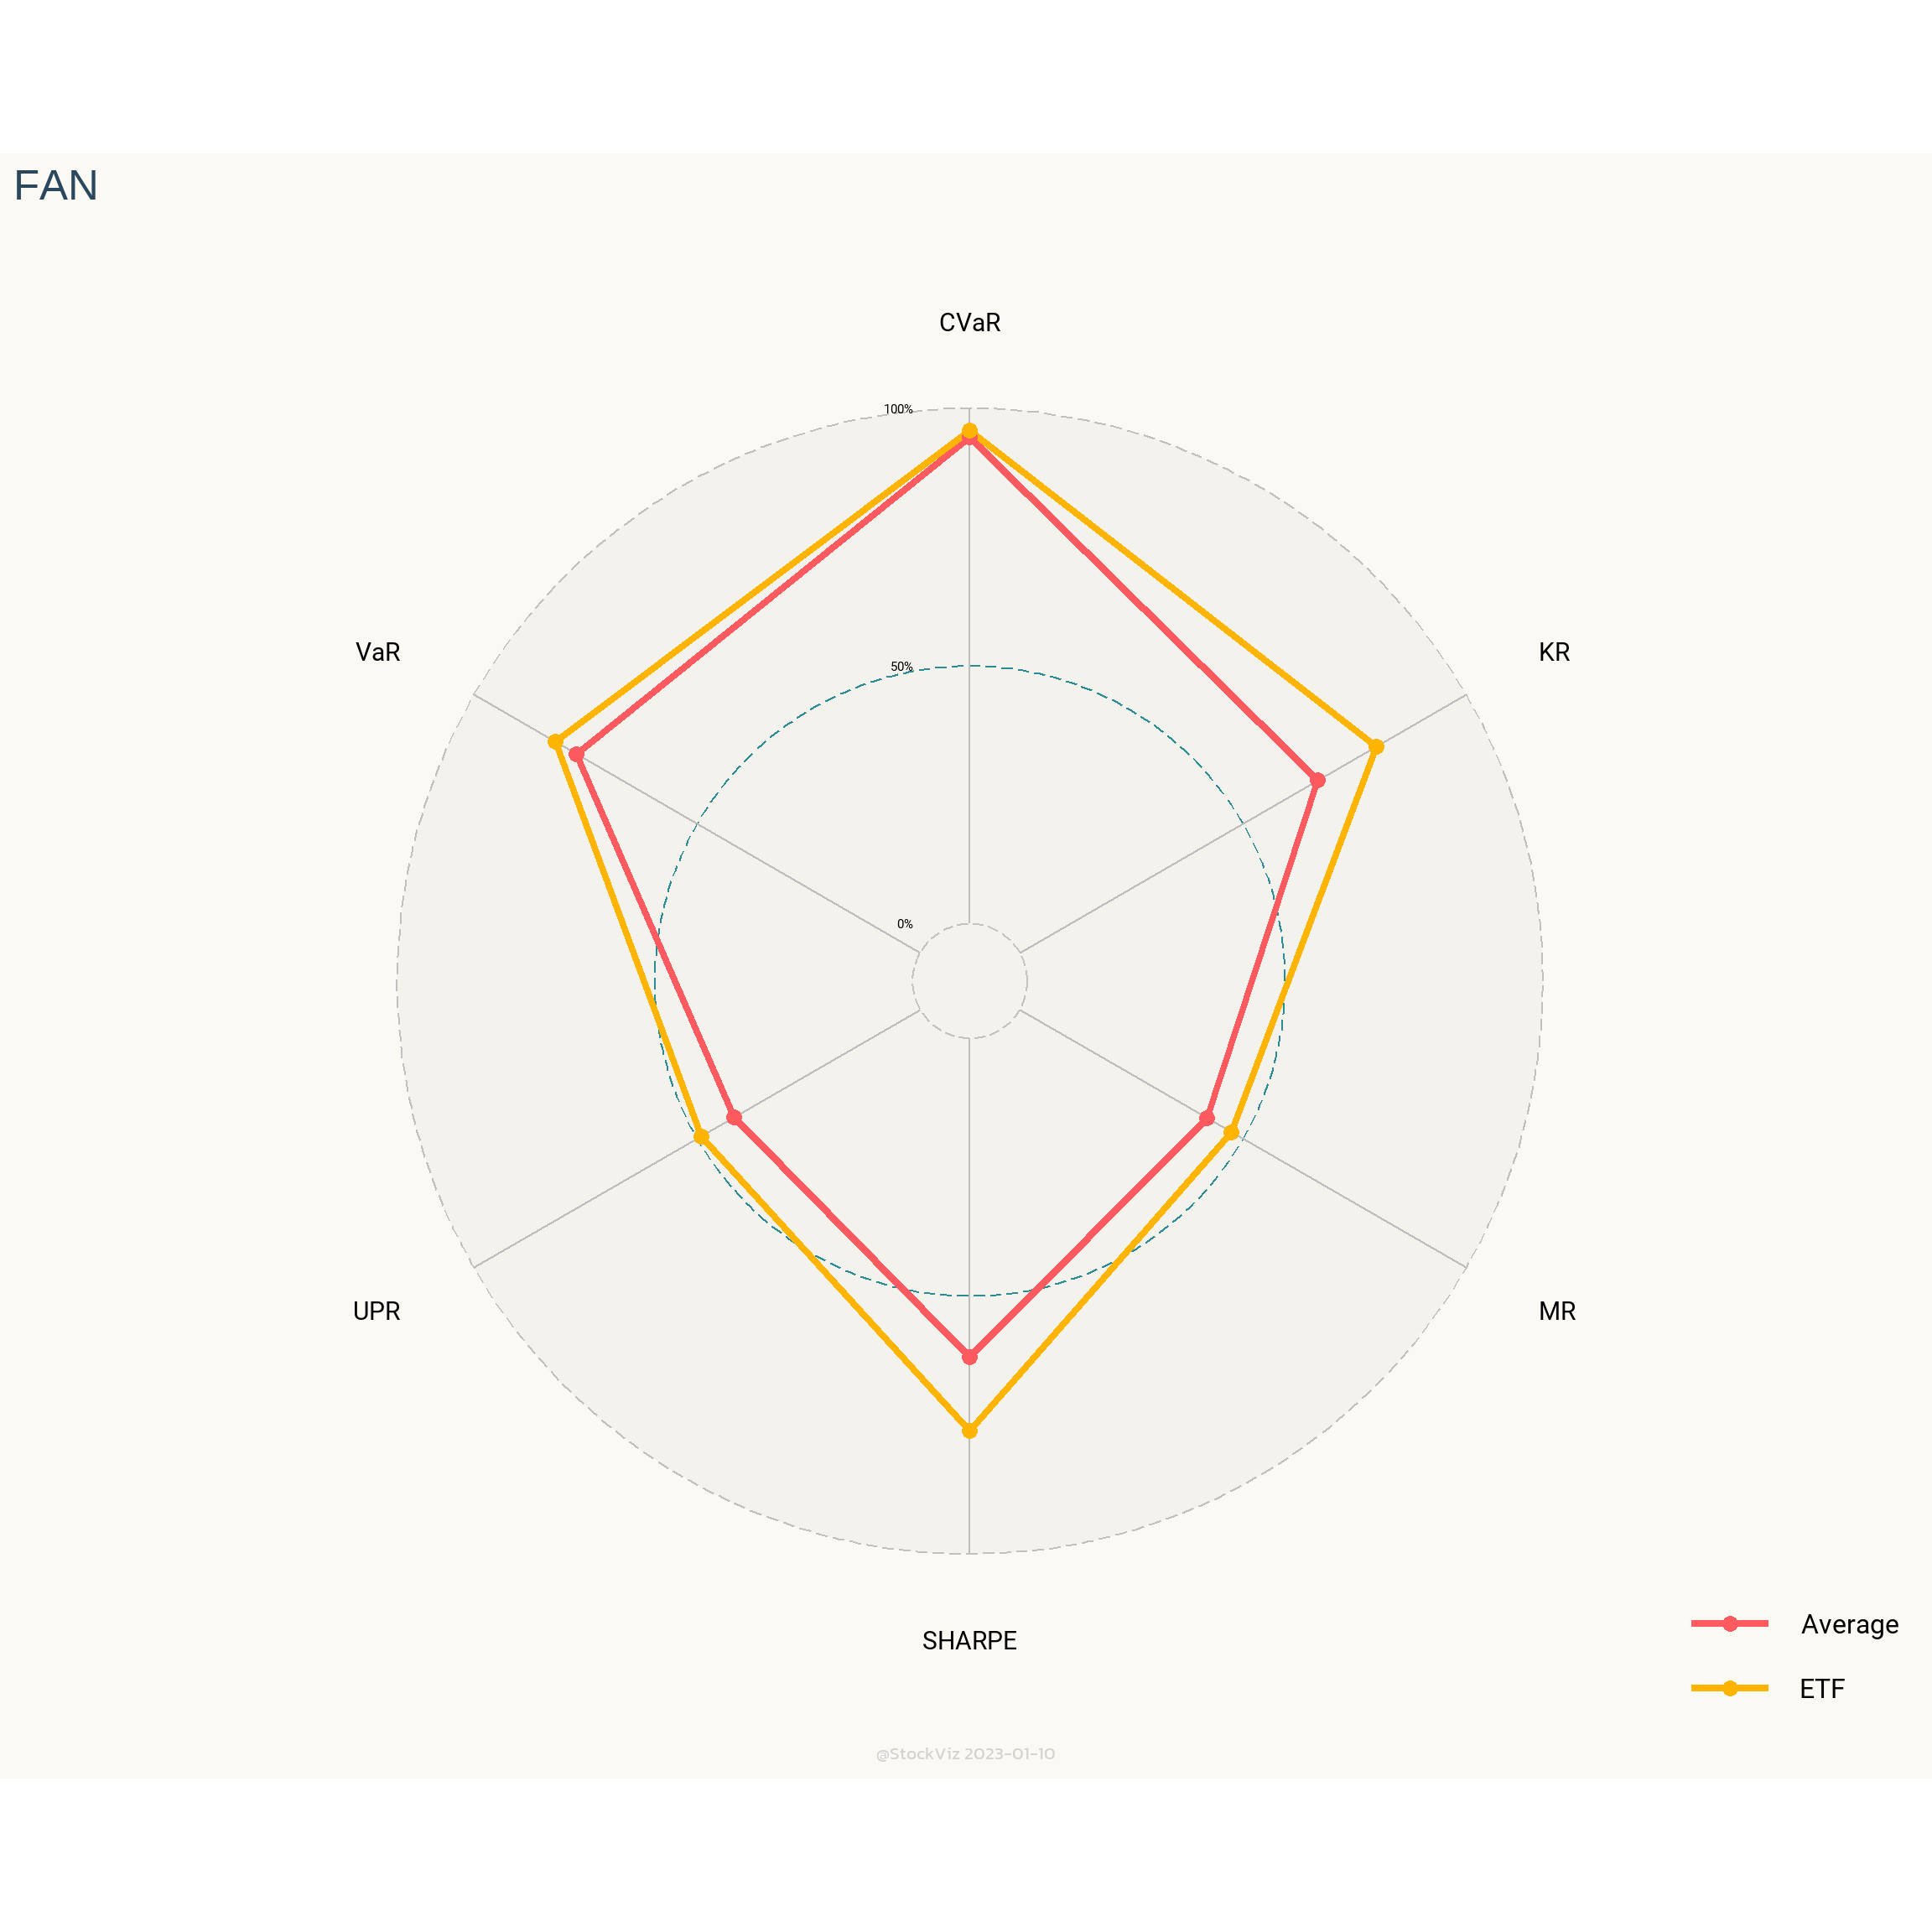 FAN
CVaR
100%
VaR
KR
50%
0%
UPR
MR
SHARPE
Average
ETF
@StockViz 2023-01-10